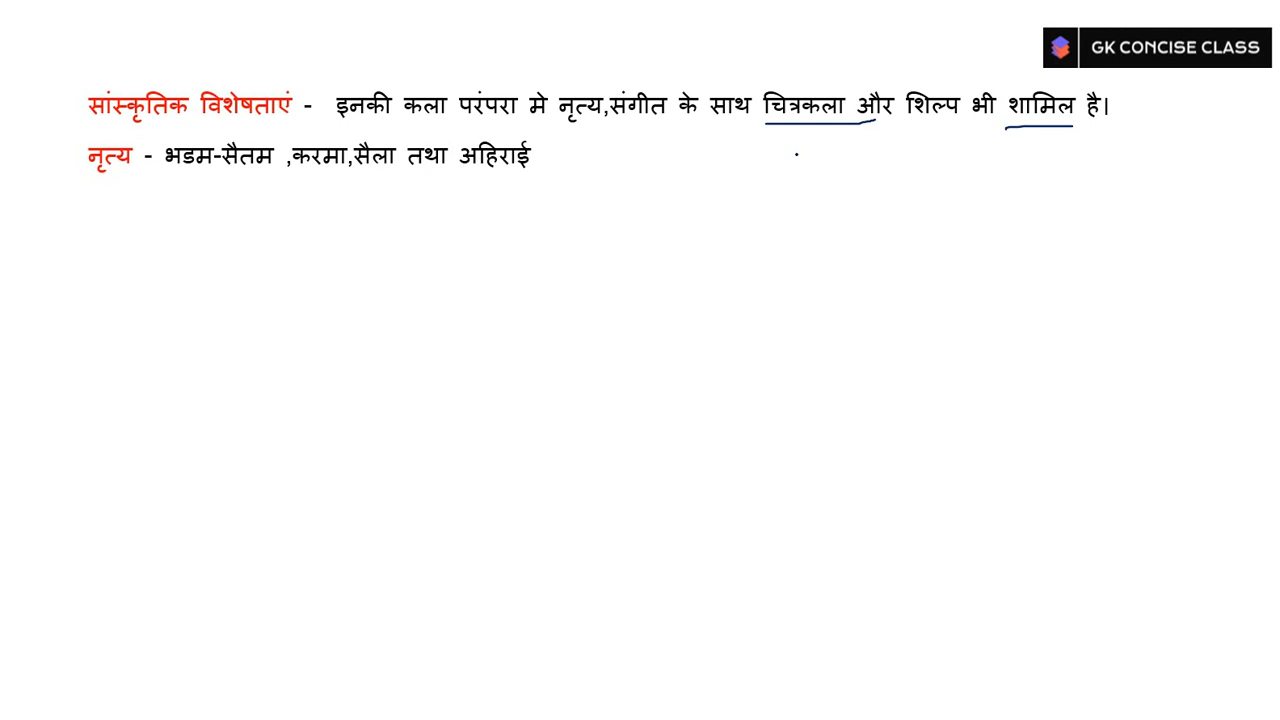 GK CONCISE CLASS
सांस्कृतिक विशेषताएं - इनकी कला परंपरा मे नृत्य,संगीत के साथ चित्रकला और शिल्प भी शामिल है।
नृत्य - भडम-सैतम ,करमा,सैला तथा अहिराई